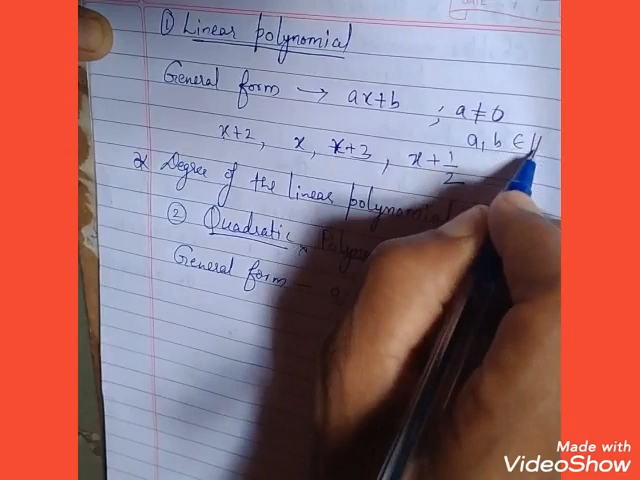 ① Linear polynomial
General form → ax+b ; a≠0
a, b ∈
x+2, x, x+3, x+1/2
* Degree of the linear polynomial
② Quadratic
General form –
Made with
VideoShow